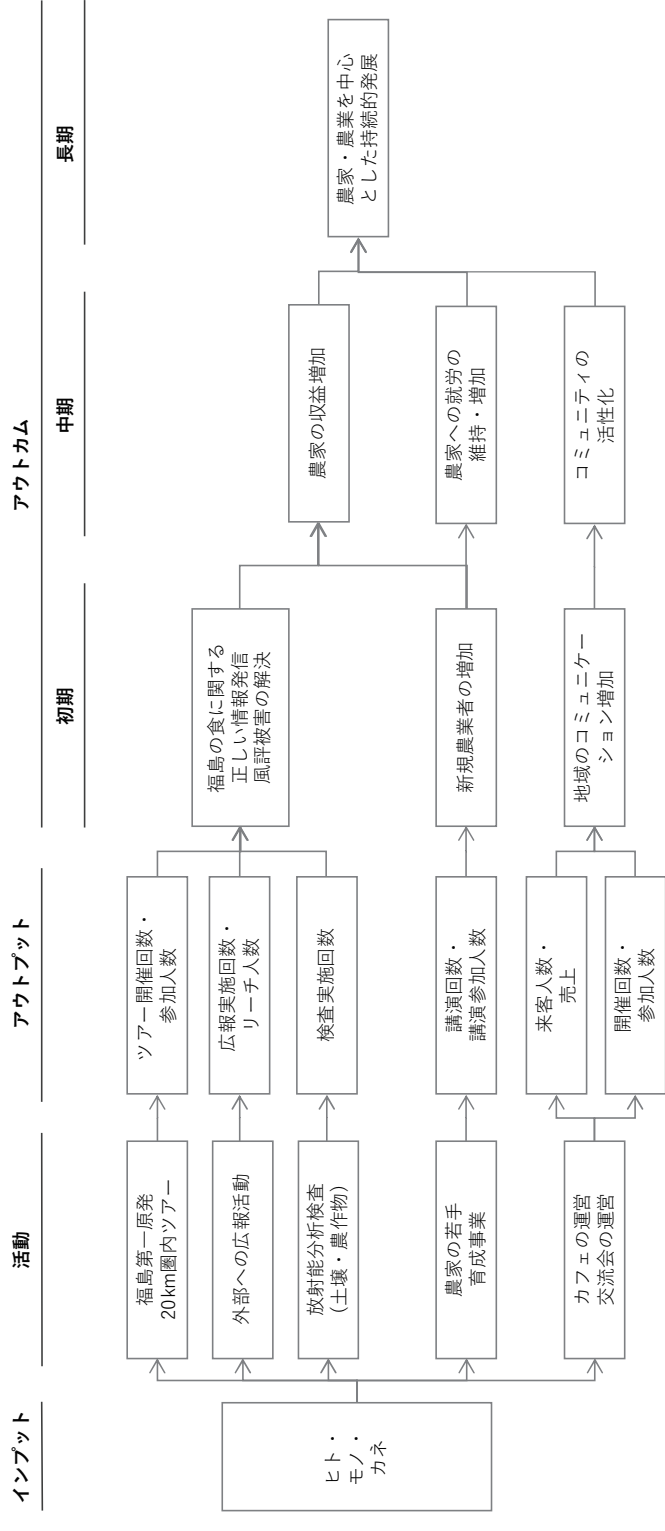 インプット
活動
アウトプット
アウトカム
初期
中期
長期
ヒト・
モノ・
カネ
福島第一原発
20km圏内ツアー
外部への広報活動
放射能分析検査
(土壌・農作物)
農家の若手
育成事業
カフェの運営
交流会の運営
ツアー開催回数・
参加人数
広報実施回数・
リーチ人数
検査実施回数
講演回数・
講演参加人数
来客人数・
売上
開催回数・
参加人数
福島の食に関する
正しい情報発信
風評被害の解決
新規農業者の増加
地域のコミュニケー
ション増加
農家の収益増加
農家への就労の
維持・増加
コミュニティの
活性化
農家・農業を中心
とした持続的発展